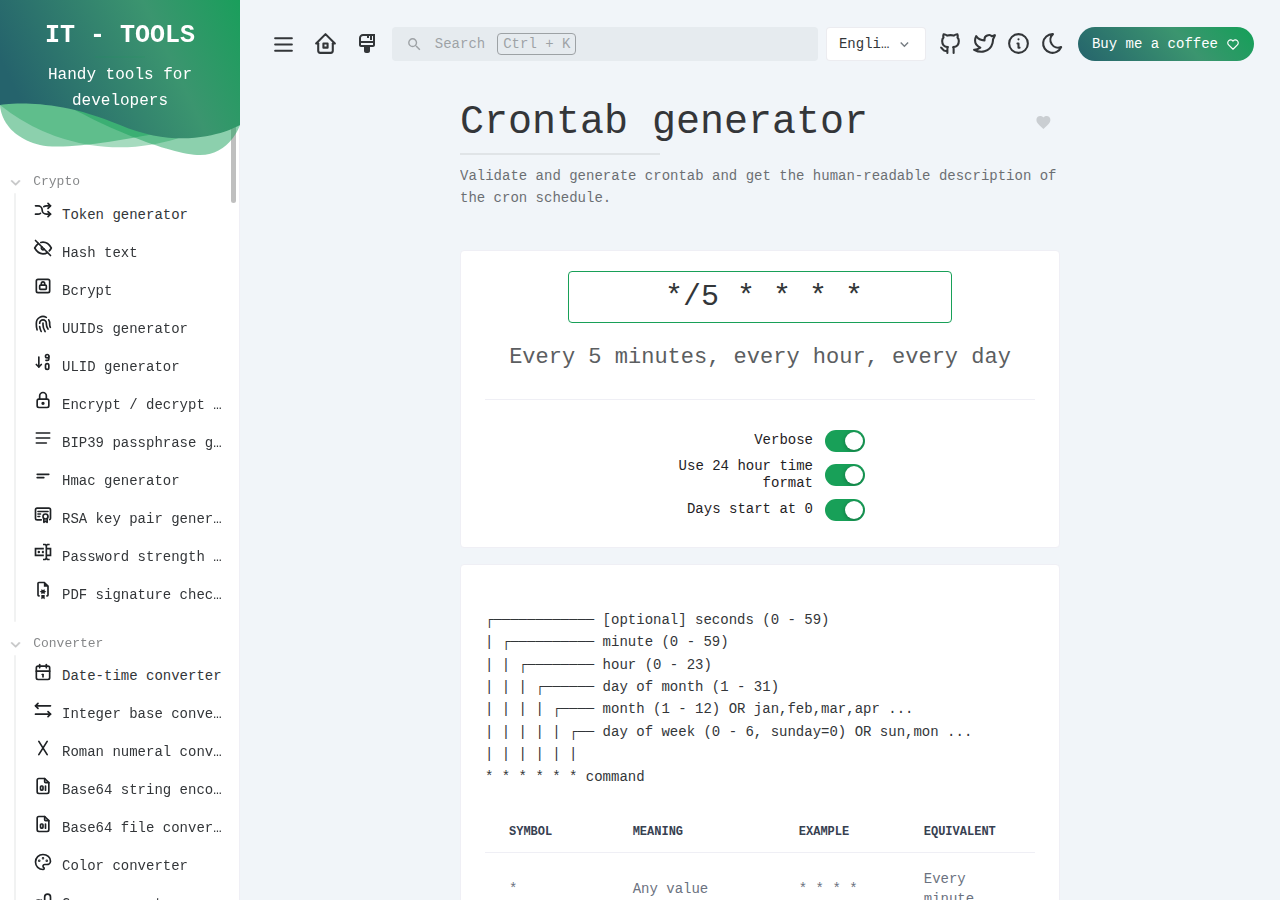 IT - TOOLS
Handy tools for
developers
Crypto
Token generator
Hash text
Bcrypt
UUIDs generator
ULID generator
Encrypt / decrypt …
BIP39 passphrase g…
Hmac generator
RSA key pair gener…
Password strength …
PDF signature chec…
Converter
Date-time converter
Integer base conve…
Roman numeral conv…
Base64 string enco…
Base64 file conver…
Color converter
Search Ctrl + K
Engli…
Buy me a coffee
Crontab generator
Validate and generate crontab and get the human-readable description of
the cron schedule.
*/5 * * * *
Every 5 minutes, every hour, every day
Verbose
Use 24 hour time
format
Days start at 0
┌──────────── [optional] seconds (0 - 59)
| ┌────────── minute (0 - 59)
| | ┌──────── hour (0 - 23)
| | | ┌────── day of month (1 - 31)
| | | | ┌──── month (1 - 12) OR jan,feb,mar,apr ...
| | | | | ┌── day of week (0 - 6, sunday=0) OR sun,mon ...
| | | | | |
* * * * * * command
SYMBOL MEANING EXAMPLE EQUIVALENT
* Any value * * * * Every
minute